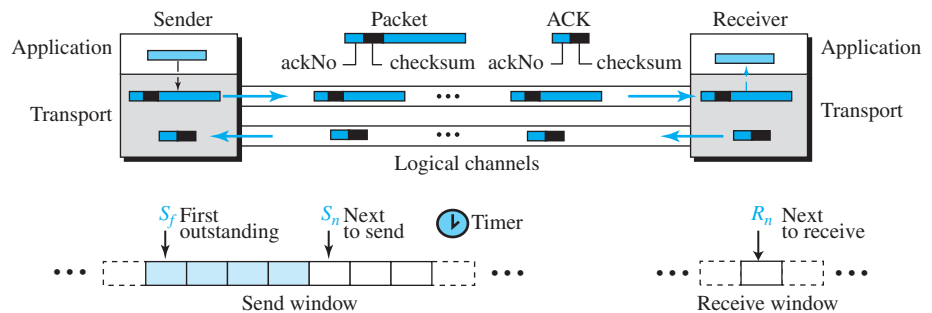 Sender
Packet
ACK
Receiver
Application
Application
ackNo
checksum
ackNo
checksum
Transport
Transport
Logical channels
Sf First
outstanding
Sn Next
to send
Timer
Rn Next
to receive
Send window
Receive window